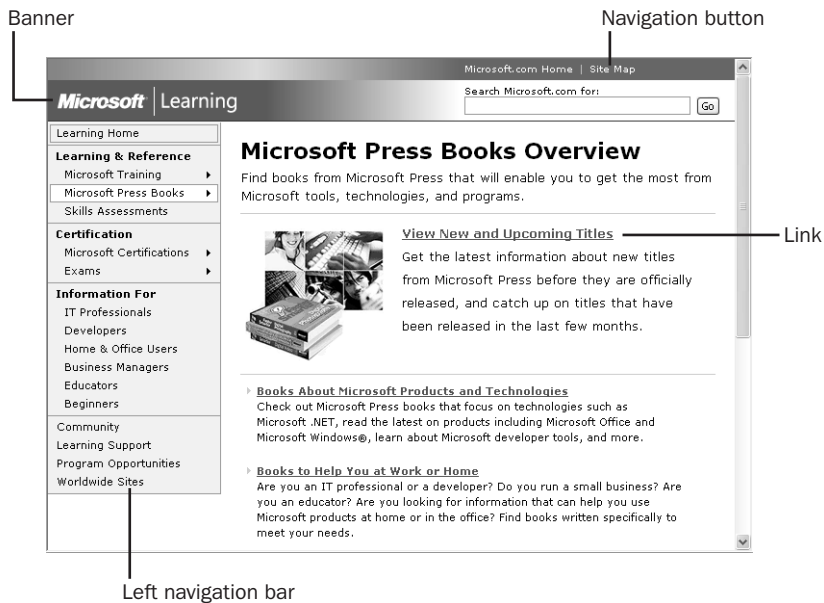 Banner
Navigation button
Microsoft.com Home | Site Map
Microsoft | Learning
Search Microsoft.com for:
Go
Learning Home
Learning & Reference
Microsoft Training
Microsoft Press Books
Skills Assessments
Certification
Microsoft Certifications
Exams
Information For
IT Professionals
Developers
Home & Office Users
Business Managers
Educators
Beginners
Community
Learning Support
Program Opportunities
Worldwide Sites
Microsoft Press Books Overview
Find books from Microsoft Press that will enable you to get the most from
Microsoft tools, technologies, and programs.
View New and Upcoming Titles
Link
Get the latest information about new titles
from Microsoft Press before they are officially
released, and catch up on titles that have
been released in the last few months.
Books About Microsoft Products and Technologies
Check out Microsoft Press books that focus on technologies such as
Microsoft .NET, read the latest on products including Microsoft Office and
Microsoft Windows®, learn about Microsoft developer tools, and more.
Books to Help You at Work or Home
Are you an IT professional or a developer? Do you run a small business? Are
you an educator? Are you looking for information that can help you use
Microsoft products at home or in the office? Find books written specifically to
meet your needs.
Left navigation bar